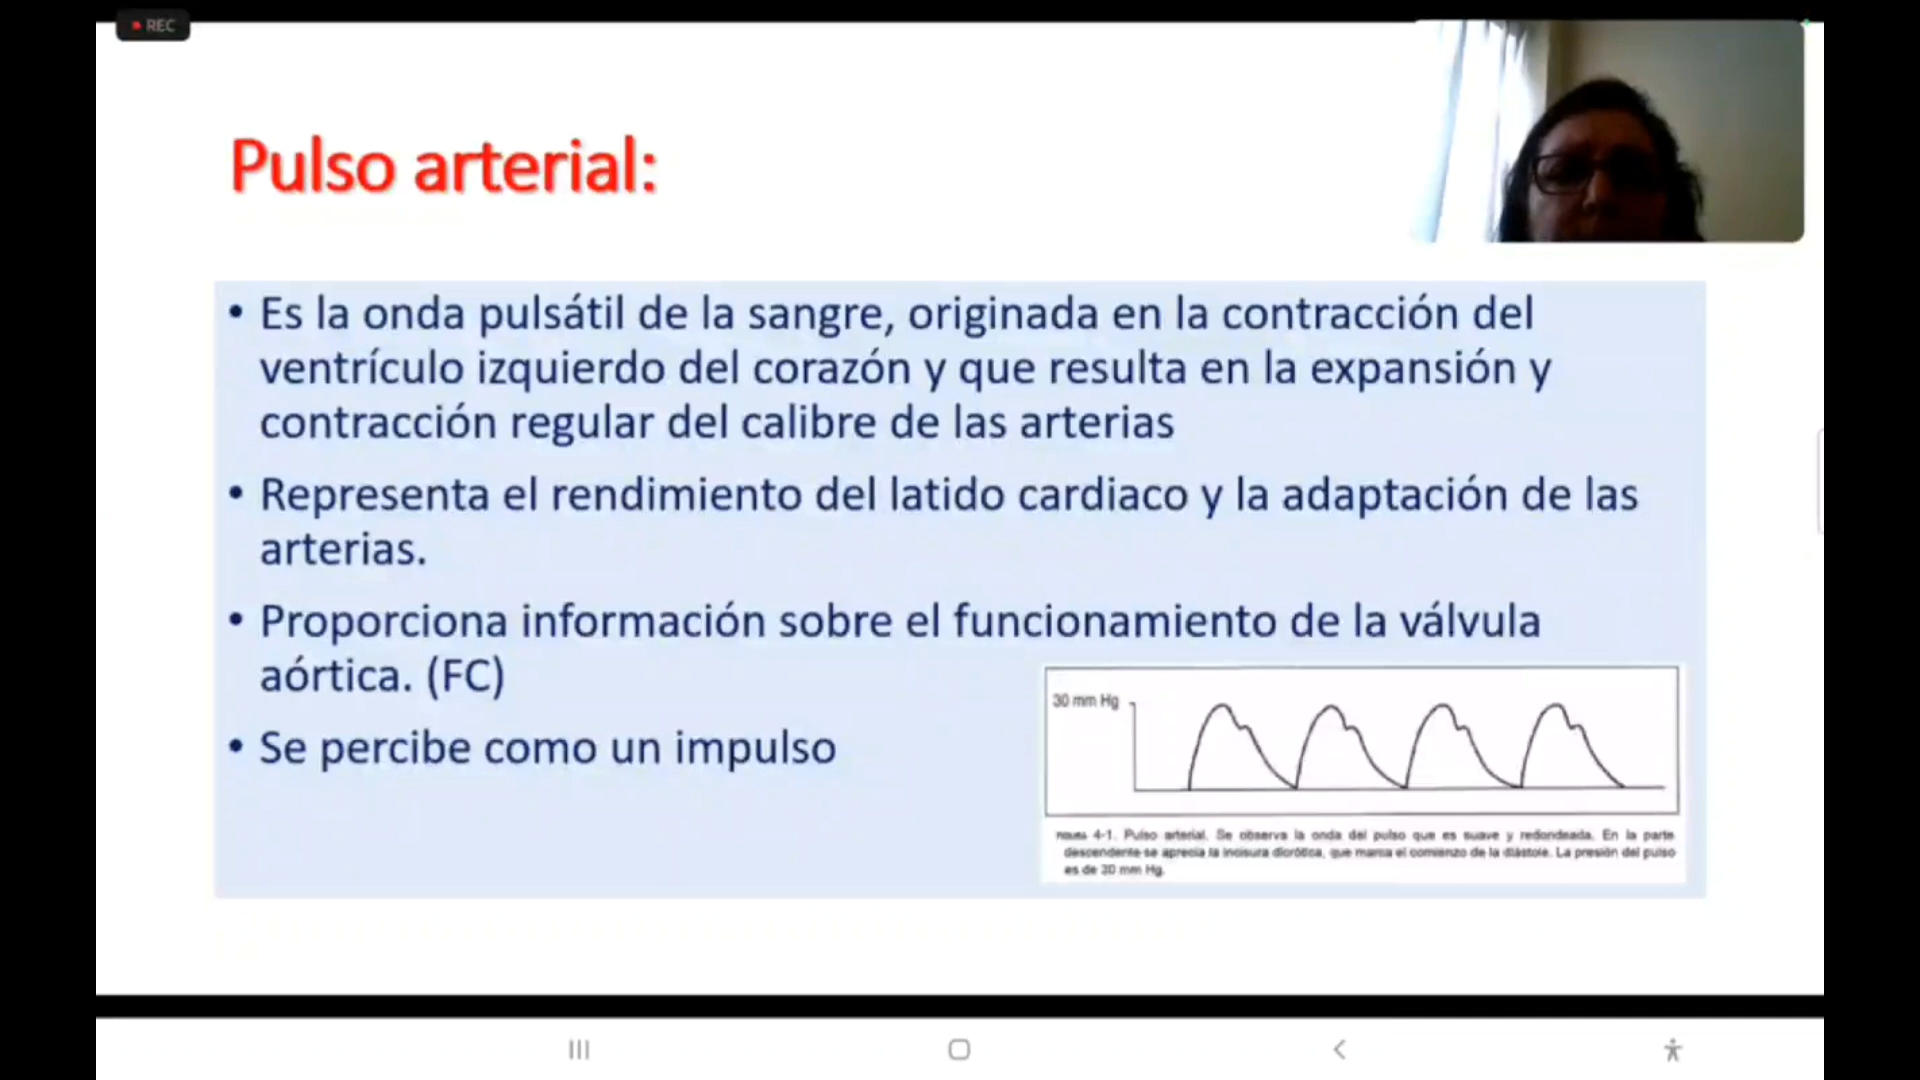 REC
Pulso arterial:
• Es la onda pulsátil de la sangre, originada en la contracción del
ventrículo izquierdo del corazón y que resulta en la expansión y
contracción regular del calibre de las arterias
• Representa el rendimiento del latido cardiaco y la adaptación de las
arterias.
• Proporciona información sobre el funcionamiento de la válvula
aórtica. (FC)
• Se percibe como un impulso
30 mm Hg
FIGURA 4-1. Pulso arterial. Se observa la onda del pulso que es suave y redondeada. En la parte
descendente se aprecia la incisura dicrótica, que marca el comienzo de la diástole. La presión del pulso
es de 30 mm Hg.